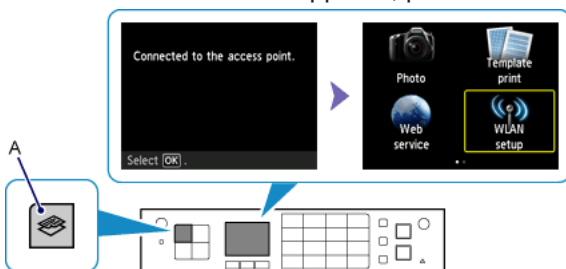 Connected to the access point.
Select OK .
Photo
Template
print
Web
service
WLAN
setup
A